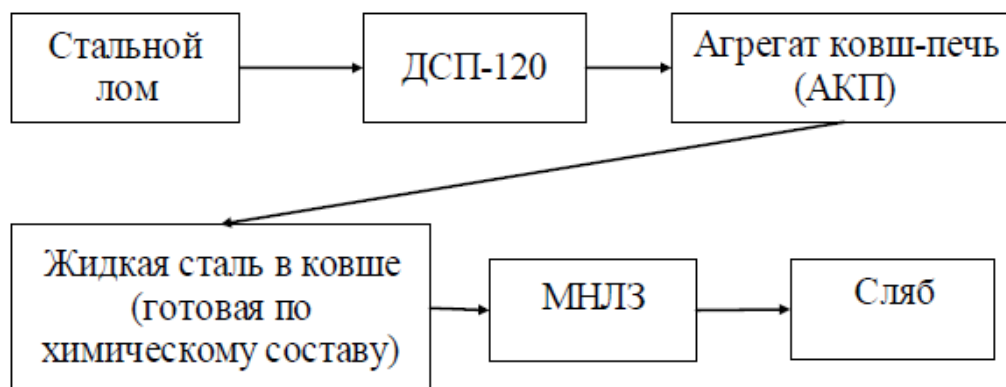 Стальной
лом
ДСП-120
Агрегат ковш-печь
(АКП)
Жидкая сталь в ковше
(готовая по
химическому составу)
МНЛЗ
Сляб